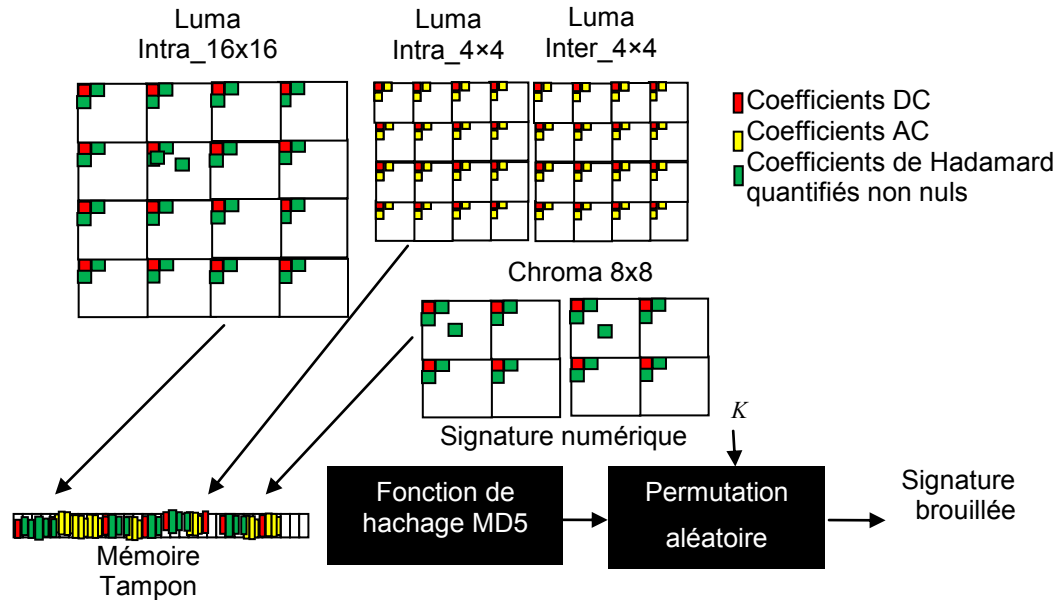 Luma
Intra_16x16
Luma
Intra_4×4
Luma
Inter_4×4
Coefficients DC
Coefficients AC
Coefficients de Hadamard
quantifiés non nuls
Chroma 8x8
K
Signature numérique
Fonction de
hachage MD5
Permutation
aléatoire
Signature
brouillée
Mémoire
Tampon